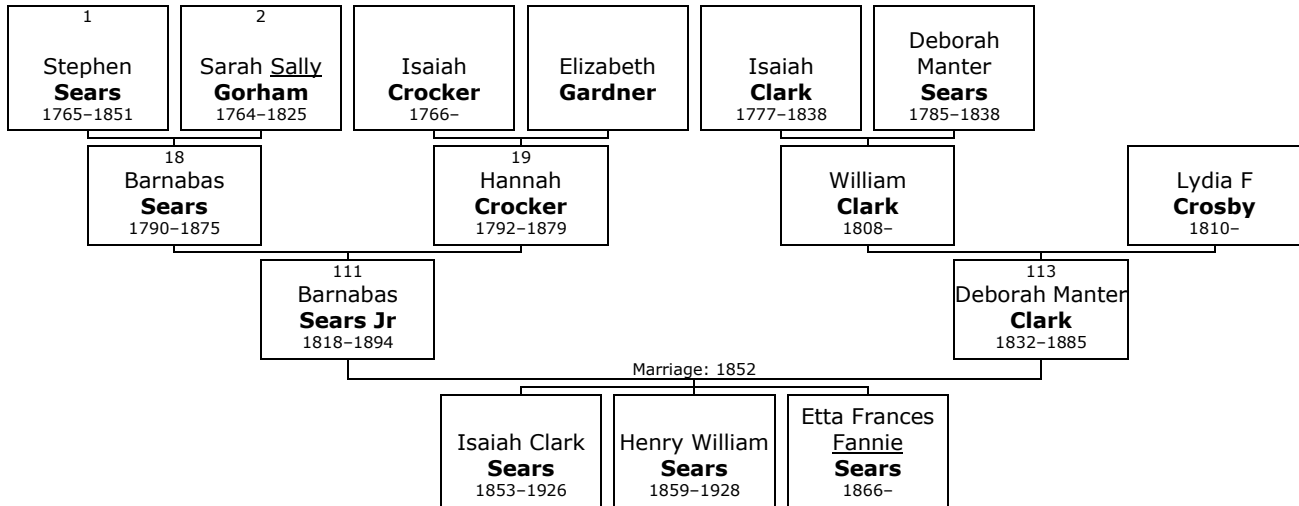 1
Stephen
Sears
1765–1851
2
Sarah Sally
Gorham
1764–1825
Isaiah
Crocker
1766–
Elizabeth
Gardner
Isaiah
Clark
1777–1838
Deborah
Manter
Sears
1785–1838
18
Barnabas
Sears
1790–1875
19
Hannah
Crocker
1792–1879
William
Clark
1808–
Lydia F
Crosby
1810–
111
Barnabas
Sears Jr
1818–1894
113
Deborah Manter
Clark
1832–1885
Marriage: 1852
Isaiah Clark
Sears
1853–1926
Henry William
Sears
1859–1928
Etta Frances
Fannie
Sears
1866–